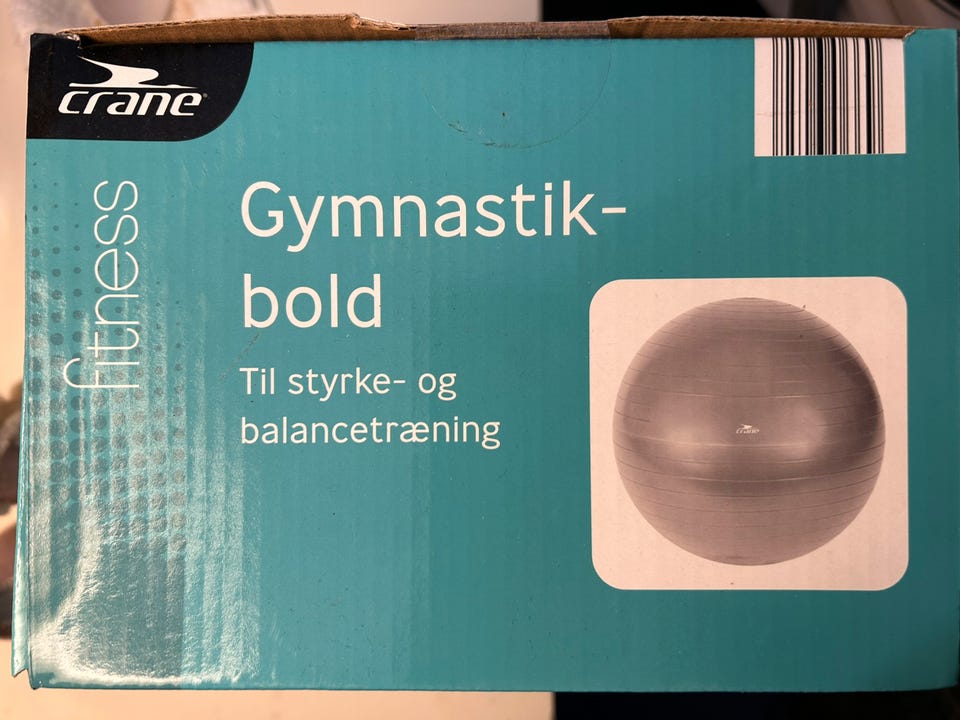 crane
fitness
Gymnastik-
bold
Til styrke- og
balancetræning
crane